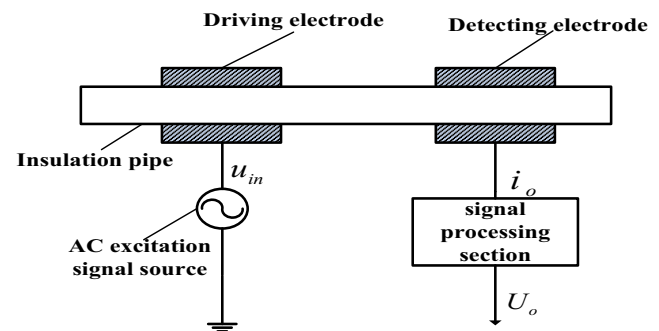 Driving electrode
Detecting electrode
Insulation pipe
u_in
i_o
AC excitation
signal source
signal
processing
section
U_o